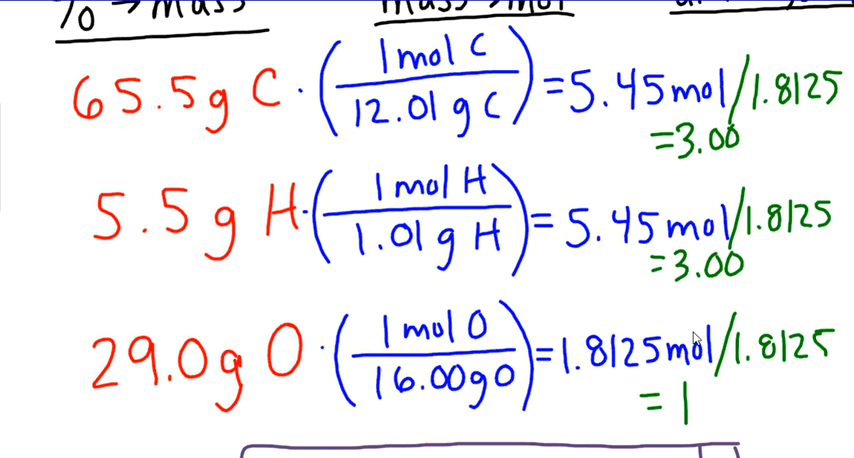 % → mass mass → mol
65.5g C · (1 mol C / 12.01 g C) = 5.45 mol / 1.8125
= 3.00
5.5 g H · (1 mol H / 1.01 g H) = 5.45 mol / 1.8125
= 3.00
29.0g O · (1 mol O / 16.00 g O) = 1.8125 mol / 1.8125
= 1